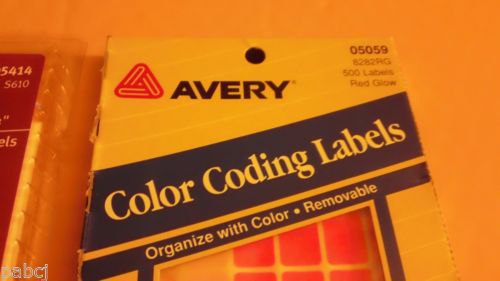 5414
S610
els
AVERY
05059
8282RG
500 Labels
Red Glow
Color Coding Labels
Organize with Color • Removable
pabcj